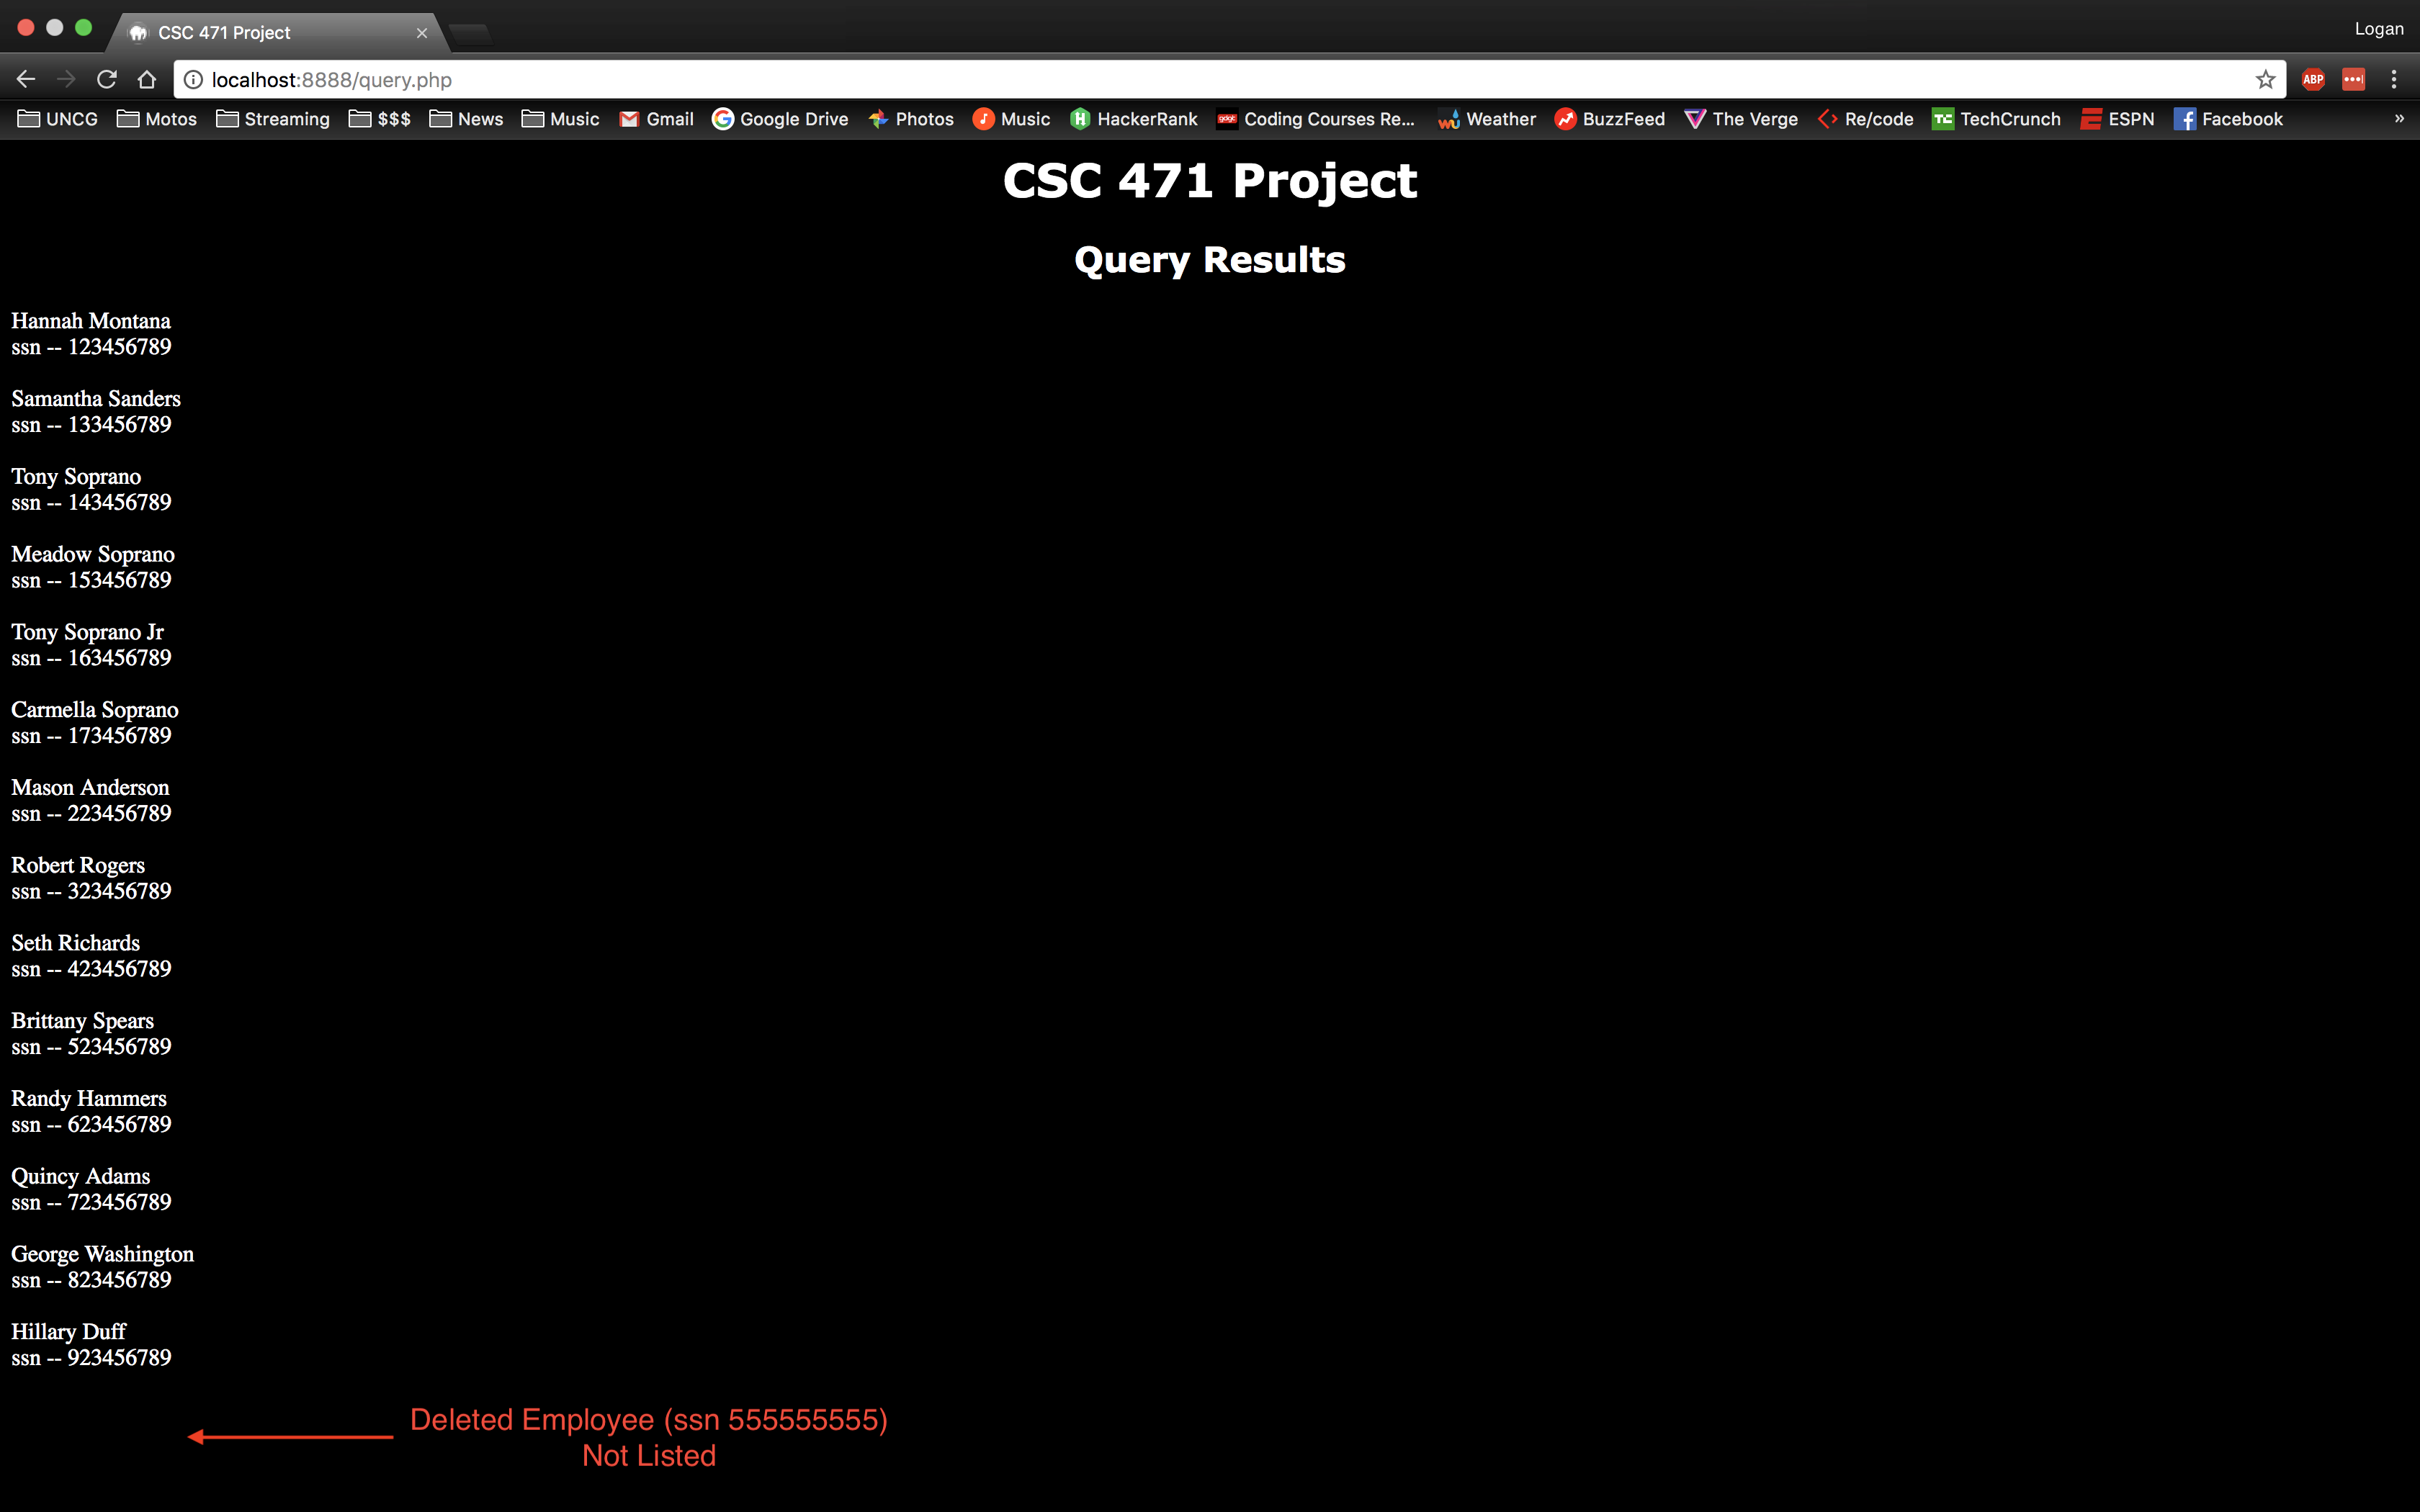 CSC 471 Project
Logan
localhost:8888/query.php
ABP
UNCG Motos Streaming $$$ News Music Gmail Google Drive Photos Music HackerRank Coding Courses Re... Weather BuzzFeed The Verge Re/code TechCrunch ESPN Facebook »
CSC 471 Project
Query Results
Hannah Montana
ssn -- 123456789
Samantha Sanders
ssn -- 133456789
Tony Soprano
ssn -- 143456789
Meadow Soprano
ssn -- 153456789
Tony Soprano Jr
ssn -- 163456789
Carmella Soprano
ssn -- 173456789
Mason Anderson
ssn -- 223456789
Robert Rogers
ssn -- 323456789
Seth Richards
ssn -- 423456789
Brittany Spears
ssn -- 523456789
Randy Hammers
ssn -- 623456789
Quincy Adams
ssn -- 723456789
George Washington
ssn -- 823456789
Hillary Duff
ssn -- 923456789
Deleted Employee (ssn 555555555)
Not Listed